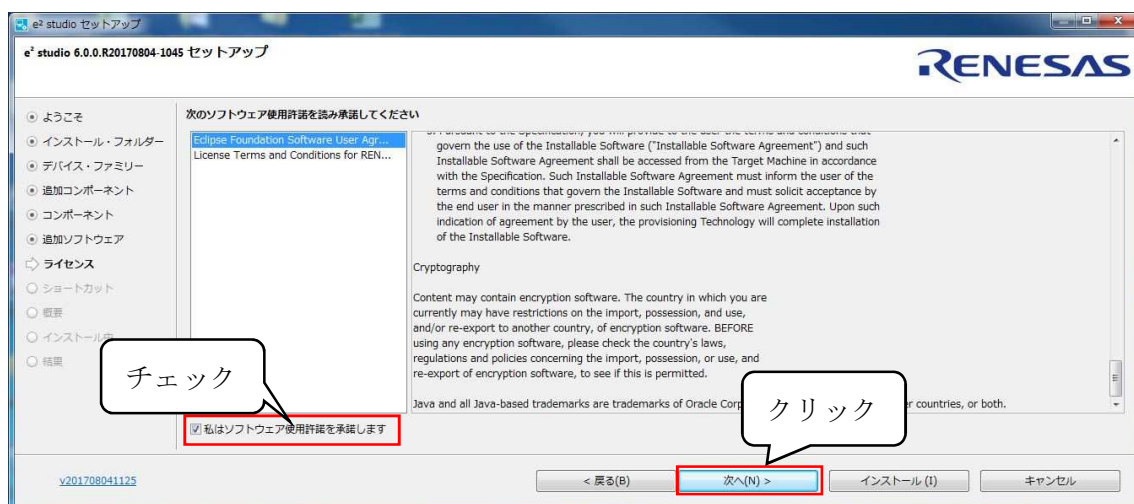 e² studio セットアップ
e² studio 6.0.0.R20170804-1045 セットアップ
RENESAS
ようこそ
インストール・フォルダー
デバイス・ファミリー
追加コンポーネント
コンポーネント
追加ソフトウェア
ライセンス
ショートカット
概要
インストール中
結果
次のソフトウェア使用許諾を読み承諾してください
Eclipse Foundation Software User Agr...
License Terms and Conditions for REN...
govern the use of the Installable Software ("Installable Software Agreement") and such
Installable Software Agreement shall be accessed from the Target Machine in accordance
with the Specification. Such Installable Software Agreement must inform the user of the
terms and conditions that govern the Installable Software and must solicit acceptance by
the end user in the manner prescribed in such Installable Software Agreement. Upon such
indication of agreement by the user, the provisioning Technology will complete installation
of the Installable Software.
Cryptography
Content may contain encryption software. The country in which you are
currently may have restrictions on the import, possession, and use,
and/or re-export to another country, of encryption software. BEFORE
using any encryption software, please check the country's laws,
regulations and policies concerning the import, possession, or use, and
re-export of encryption software, to see if this is permitted.
Java and all Java-based trademarks are trademarks of Oracle Corp er countries, or both.
チェック
クリック
私はソフトウェア使用許諾を承諾します
v201708041125
< 戻る(B)
次へ(N) >
インストール (I)
キャンセル